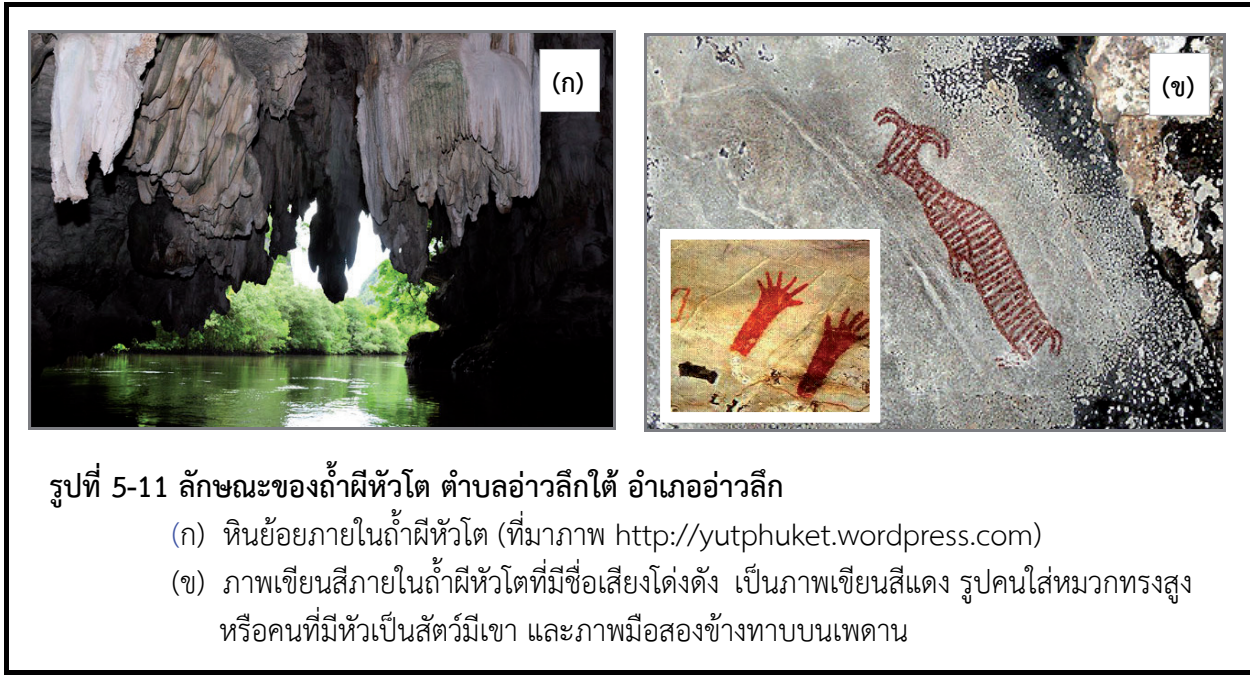 (ก)
(ข)
รูปที่ 5-11 ลักษณะของถ้ำผีหัวโต ตำบลอ่าวลึกใต้ อำเภออ่าวลึก
(ก) หินย้อยภายในถ้ำผีหัวโต (ที่มาภาพ http://yutphuket.wordpress.com)
(ข) ภาพเขียนสีภายในถ้ำผีหัวโตที่มีชื่อเสียงโด่งดัง เป็นภาพเขียนสีแดง รูปคนใส่หมวกทรงสูง
หรือคนที่มีหัวเป็นสัตว์มีเขา และภาพมือสองข้างทาบบนเพดาน